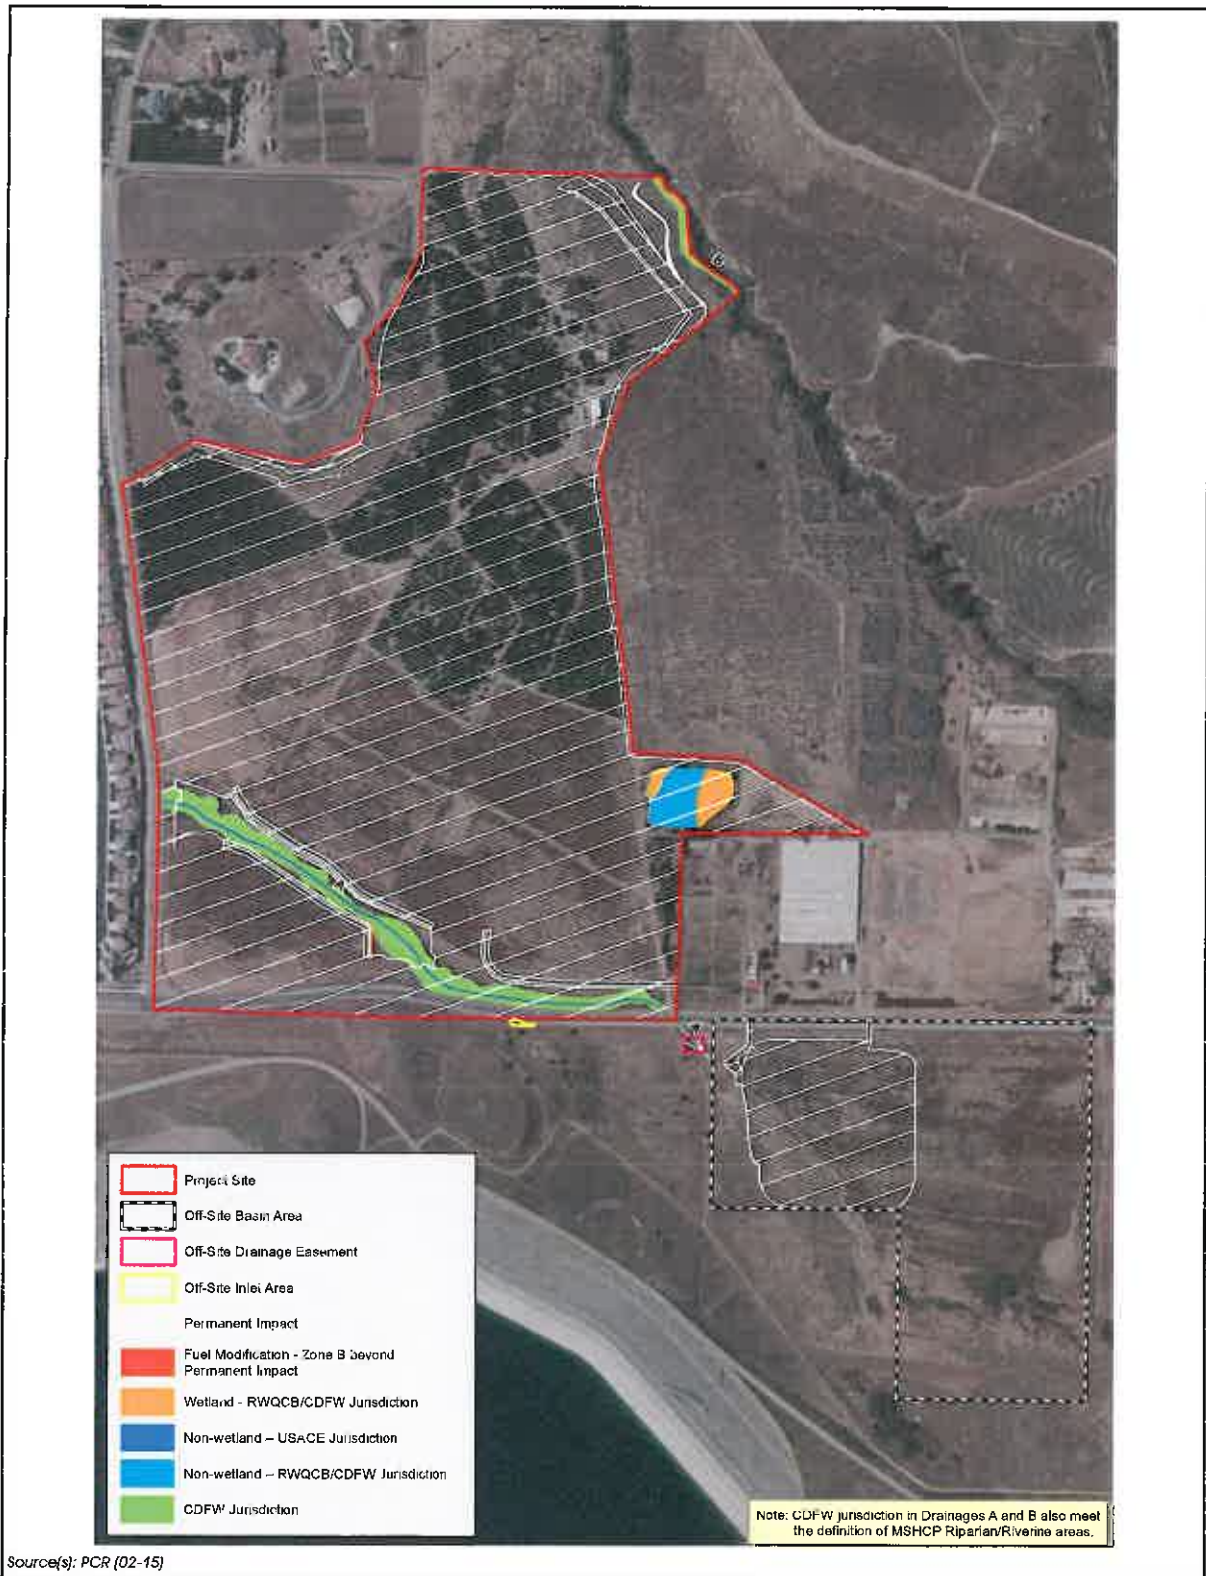 Project Site
Off-Site Basin Area
Off-Site Drainage Easement
Off-Site Inlet Area
Permanent Impact
Fuel Modification - Zone B beyond
Permanent Impact
Wetland - RWQCB/CDFW Jurisdiction
Non-wetland – USACE Jurisdiction
Non-wetland – RWQCB/CDFW Jurisdiction
CDFW Jurisdiction
Note: CDFW jurisdiction in Drainages A and B also meet
the definition of MSHCP Riparian/Riverine areas.
Source(s): PCR (02-15)